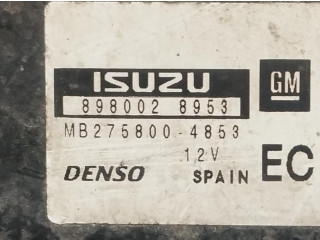 ISUZU
GM
898002 8953
MB275800-4853
12V
EC
DENSO SPAIN